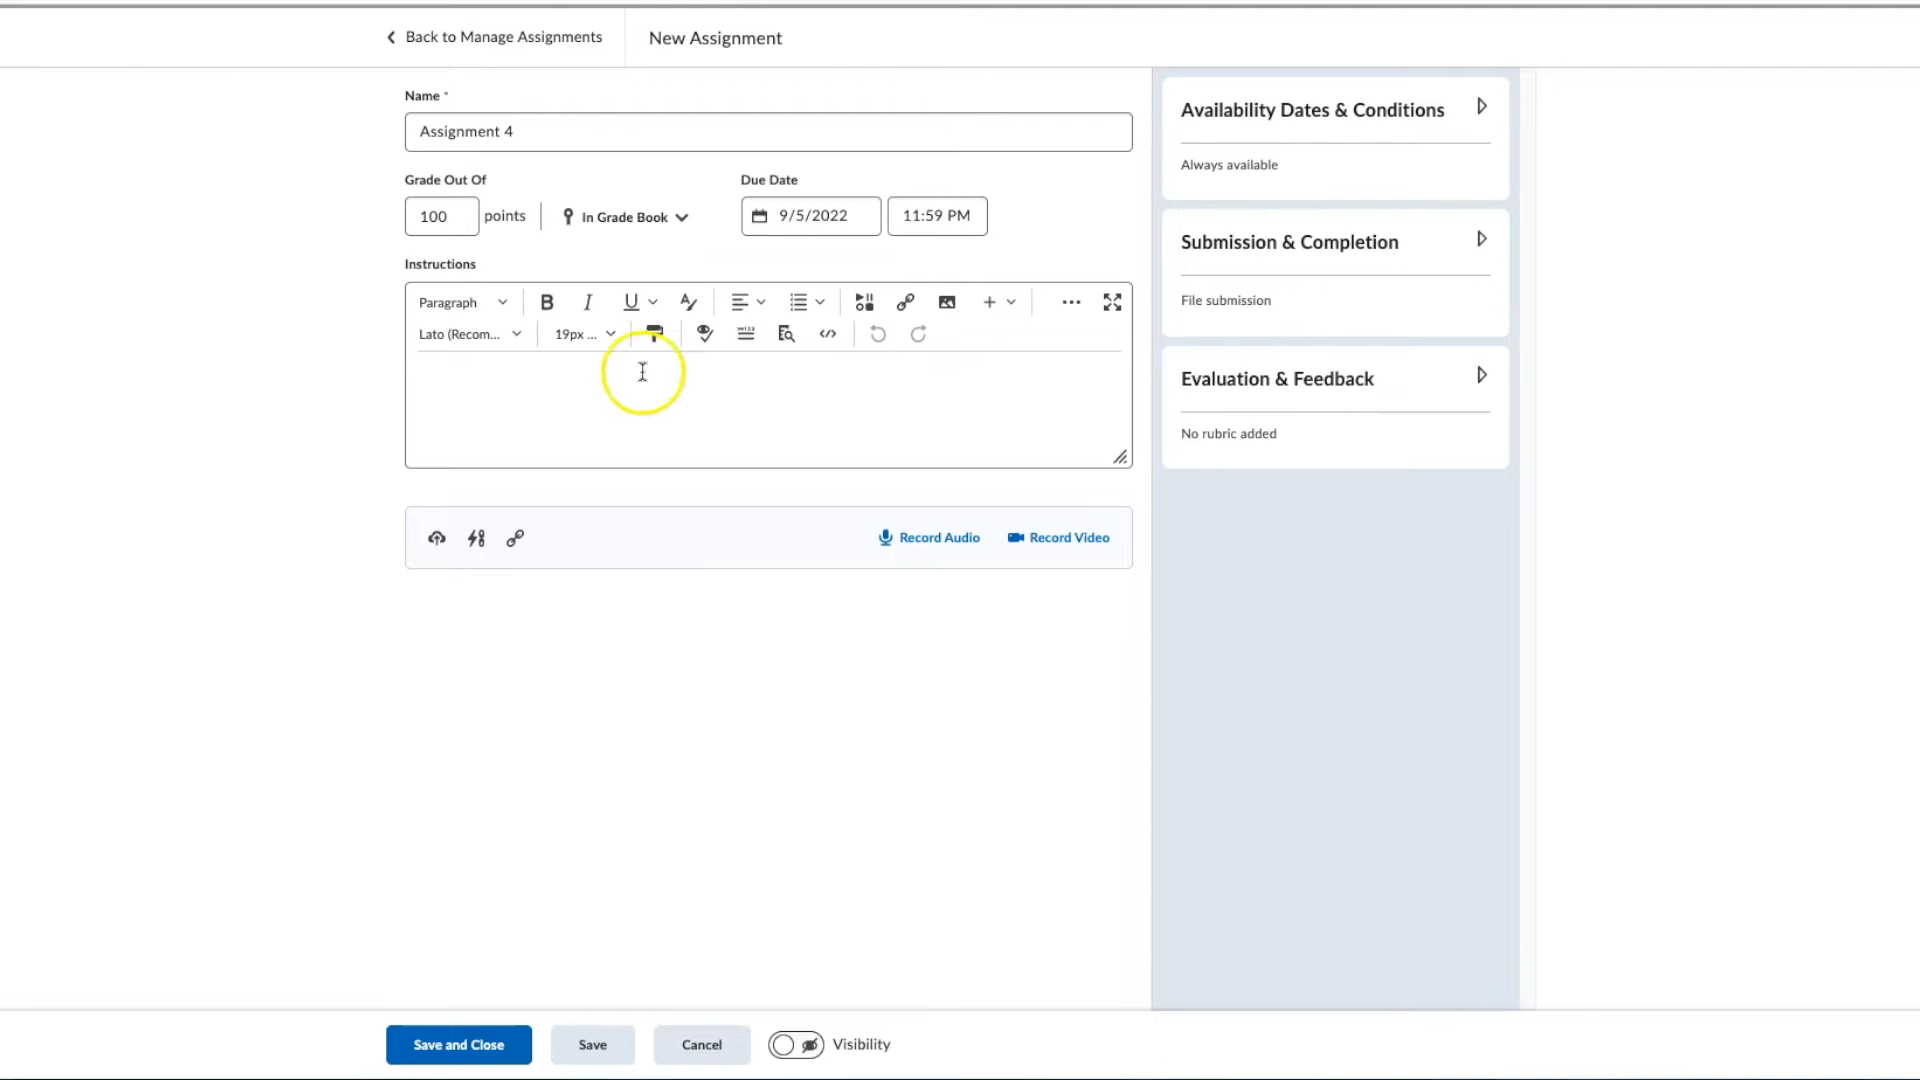 Back to Manage Assignments
New Assignment
Name *
Assignment 4
Grade Out Of
100 points
In Grade Book
Due Date
9/5/2022
11:59 PM
Instructions
Paragraph
Lato (Recom...
19px ...
Record Audio
Record Video
Availability Dates & Conditions
Always available
Submission & Completion
File submission
Evaluation & Feedback
No rubric added
Save and Close
Save
Cancel
Visibility